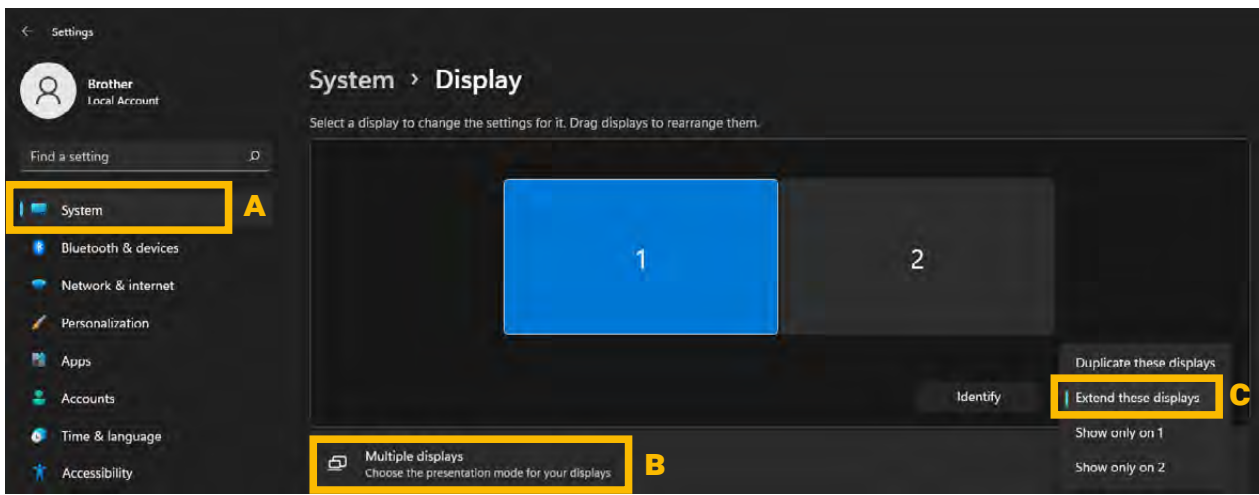 Settings
Brother
Local Account
Find a setting
System A
Bluetooth & devices
Network & internet
Personalization
Apps
Accounts
Time & language
Accessibility
System > Display
Select a display to change the settings for it. Drag displays to rearrange them.
1 2
Identify
Duplicate these displays
Extend these displays C
Show only on 1
Show only on 2
Multiple displays
Choose the presentation mode for your displays
B